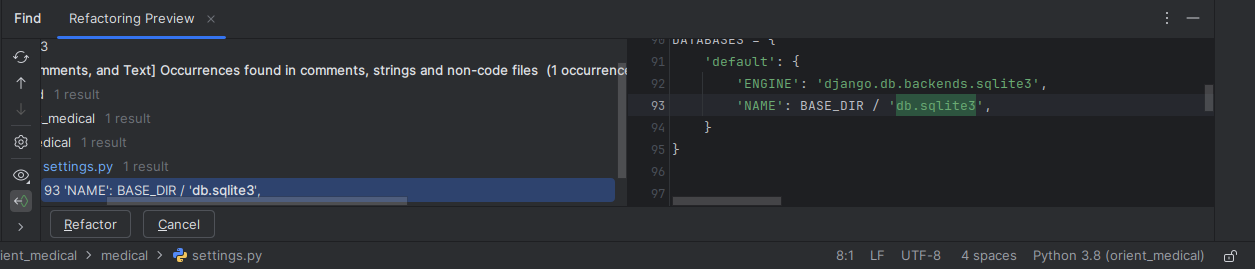 Find Refactoring Preview ×
3
mments, and Text] Occurrences found in comments, strings and non-code files (1 occurrence
d 1 result
t_medical 1 result
edical 1 result
settings.py 1 result
93 'NAME': BASE_DIR / 'db.sqlite3',
90 DATABASES = {
91 'default': {
92 'ENGINE': 'django.db.backends.sqlite3',
93 'NAME': BASE_DIR / 'db.sqlite3',
94 }
95 }
96
97
Refactor Cancel
ient_medical > medical > settings.py 8:1 LF UTF-8 4 spaces Python 3.8 (orient_medical)